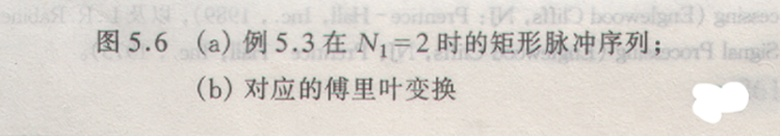 图 5.6 (a) 例 5.3 在 N₁=2 时的矩形脉冲序列；
(b) 对应的傅里叶变换